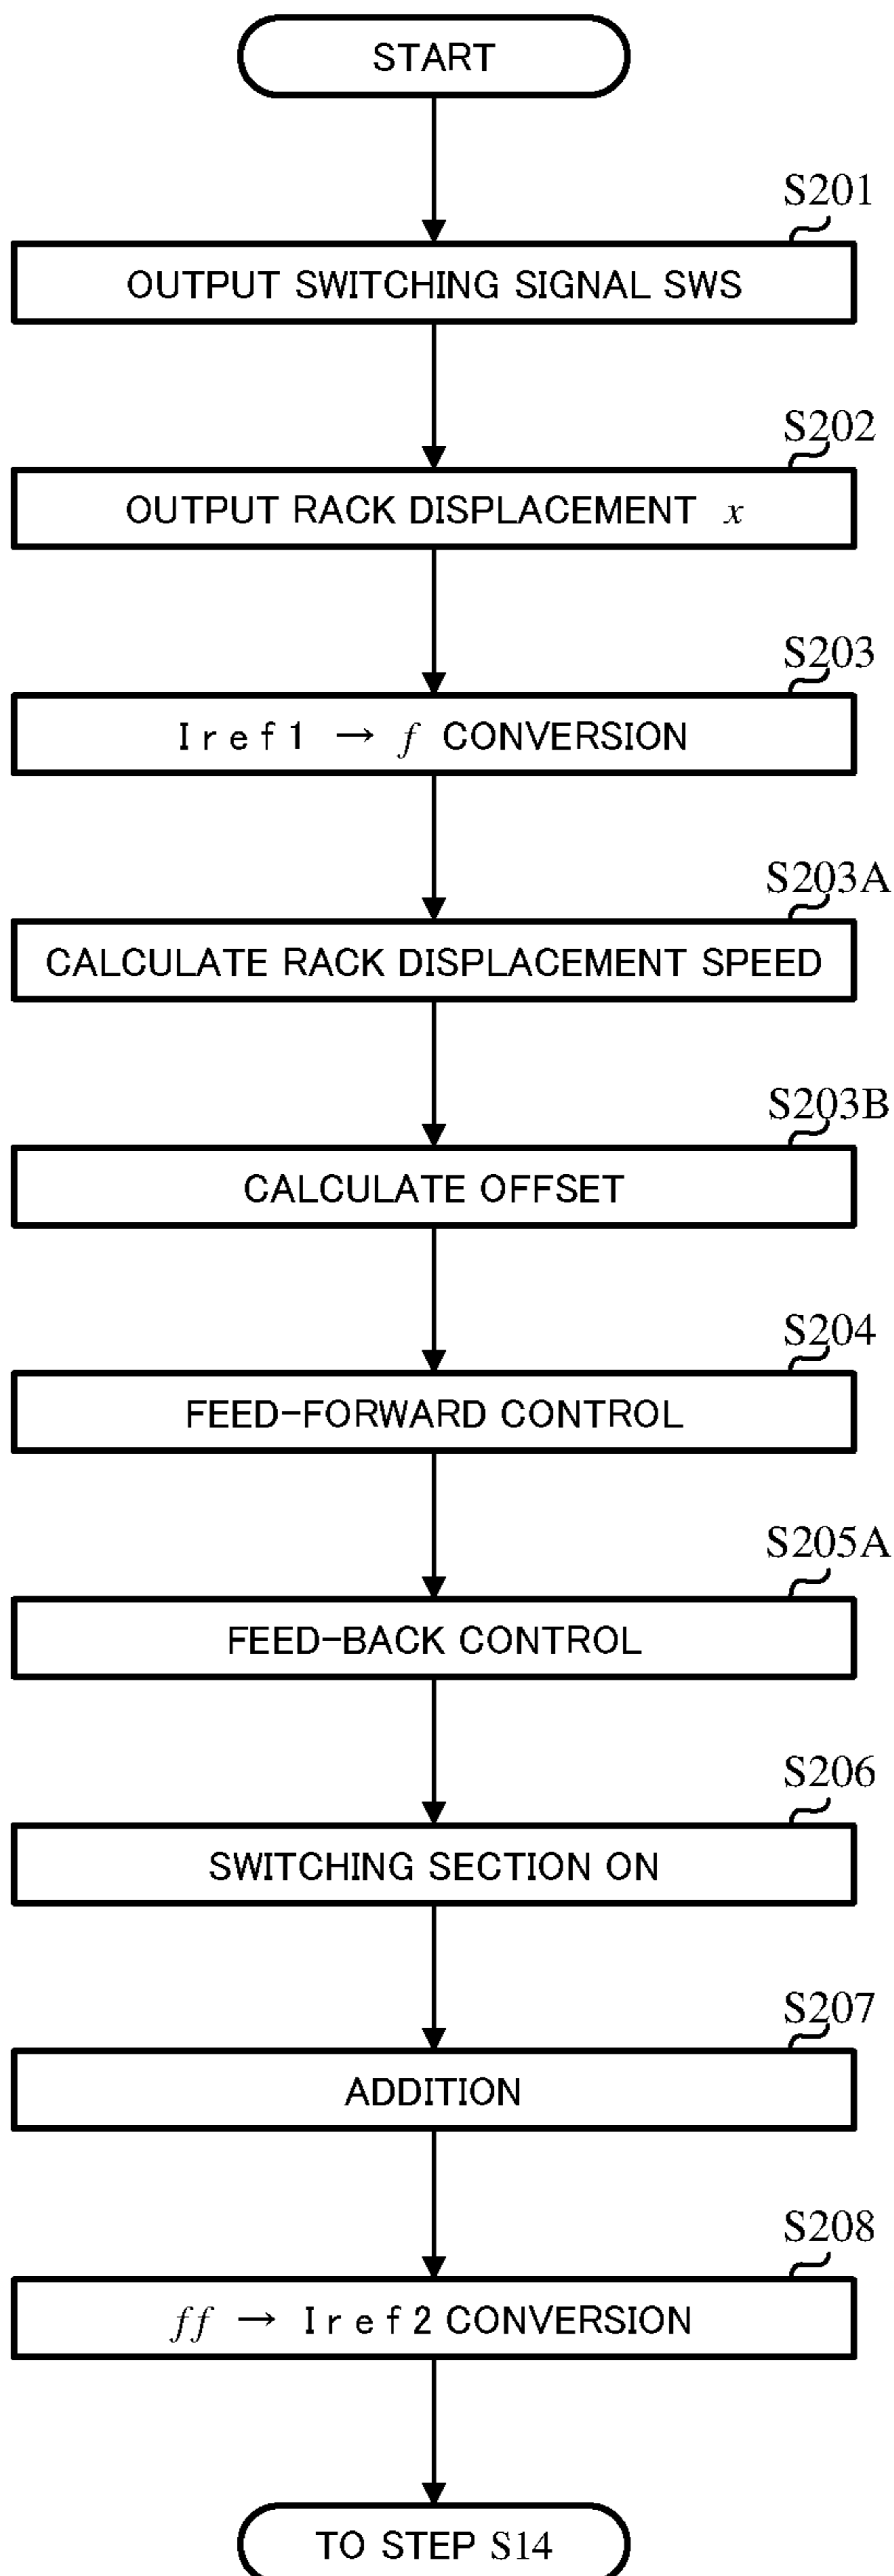 START
S201
OUTPUT SWITCHING SIGNAL SWS
S202
OUTPUT RACK DISPLACEMENT x
S203
Iref1 → f CONVERSION
S203A
CALCULATE RACK DISPLACEMENT SPEED
S203B
CALCULATE OFFSET
S204
FEED-FORWARD CONTROL
S205A
FEED-BACK CONTROL
S206
SWITCHING SECTION ON
S207
ADDITION
S208
ff → Iref2 CONVERSION
TO STEP S14